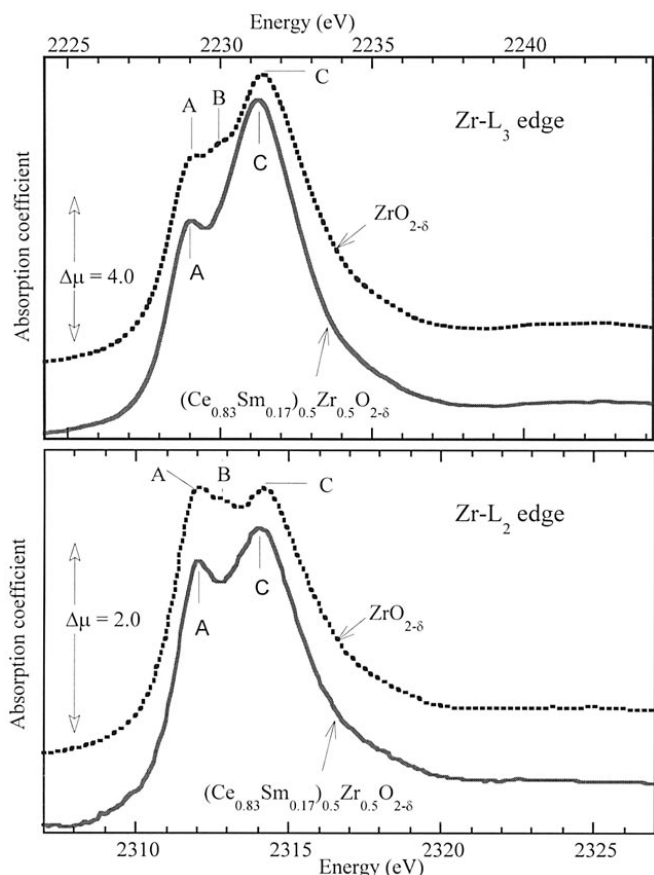 Energy (eV)
2225 2230 2235 2240
C
A B
Zr-L₃ edge
C
Absorption coefficient
ZrO₂₋δ
A
Δμ = 4.0
(Ce₀.₈₃Sm₀.₁₇)₀.₅Zr₀.₅O₂₋δ
A B C
Zr-L₂ edge
Absorption coefficient
C
Δμ = 2.0
A
ZrO₂₋δ
(Ce₀.₈₃Sm₀.₁₇)₀.₅Zr₀.₅O₂₋δ
2310 2315 2320 2325
Energy (eV)